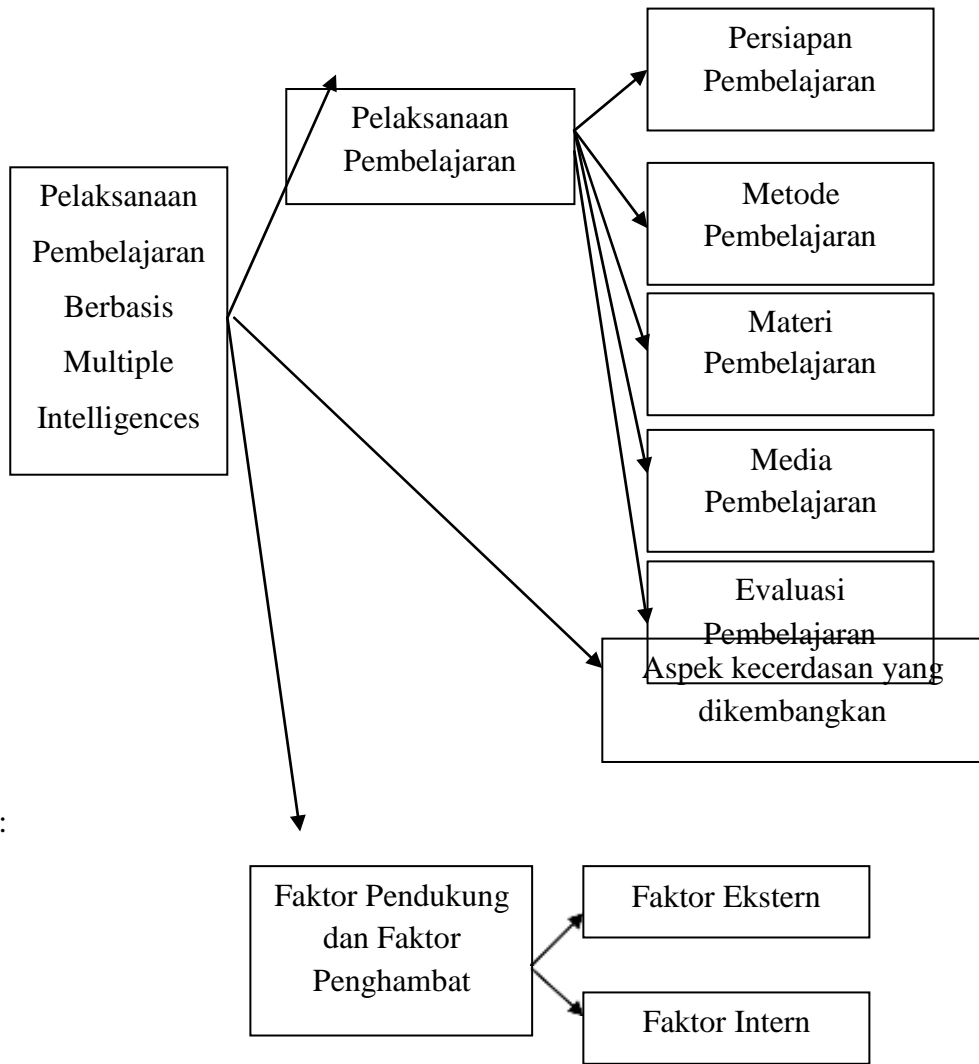 Persiapan
Pembelajaran
Pelaksanaan
Pembelajaran
Pelaksanaan
Pembelajaran
Berbasis
Multiple
Intelligences
Metode
Pembelajaran
Materi
Pembelajaran
Media
Pembelajaran
Evaluasi
Pembelajaran
Aspek kecerdasan yang
dikembangkan
:
Faktor Pendukung
dan Faktor
Penghambat
Faktor Ekstern
Faktor Intern